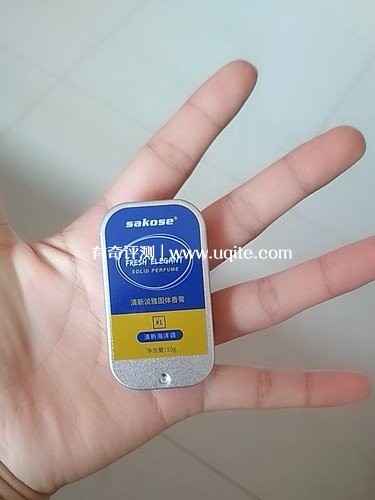 sakose®
有奇评测 | www.uqite.com
FRESH ELEGANT
SOLID PERFUME
清新淡雅固体香膏
#1
清新海洋调
净含量:10g